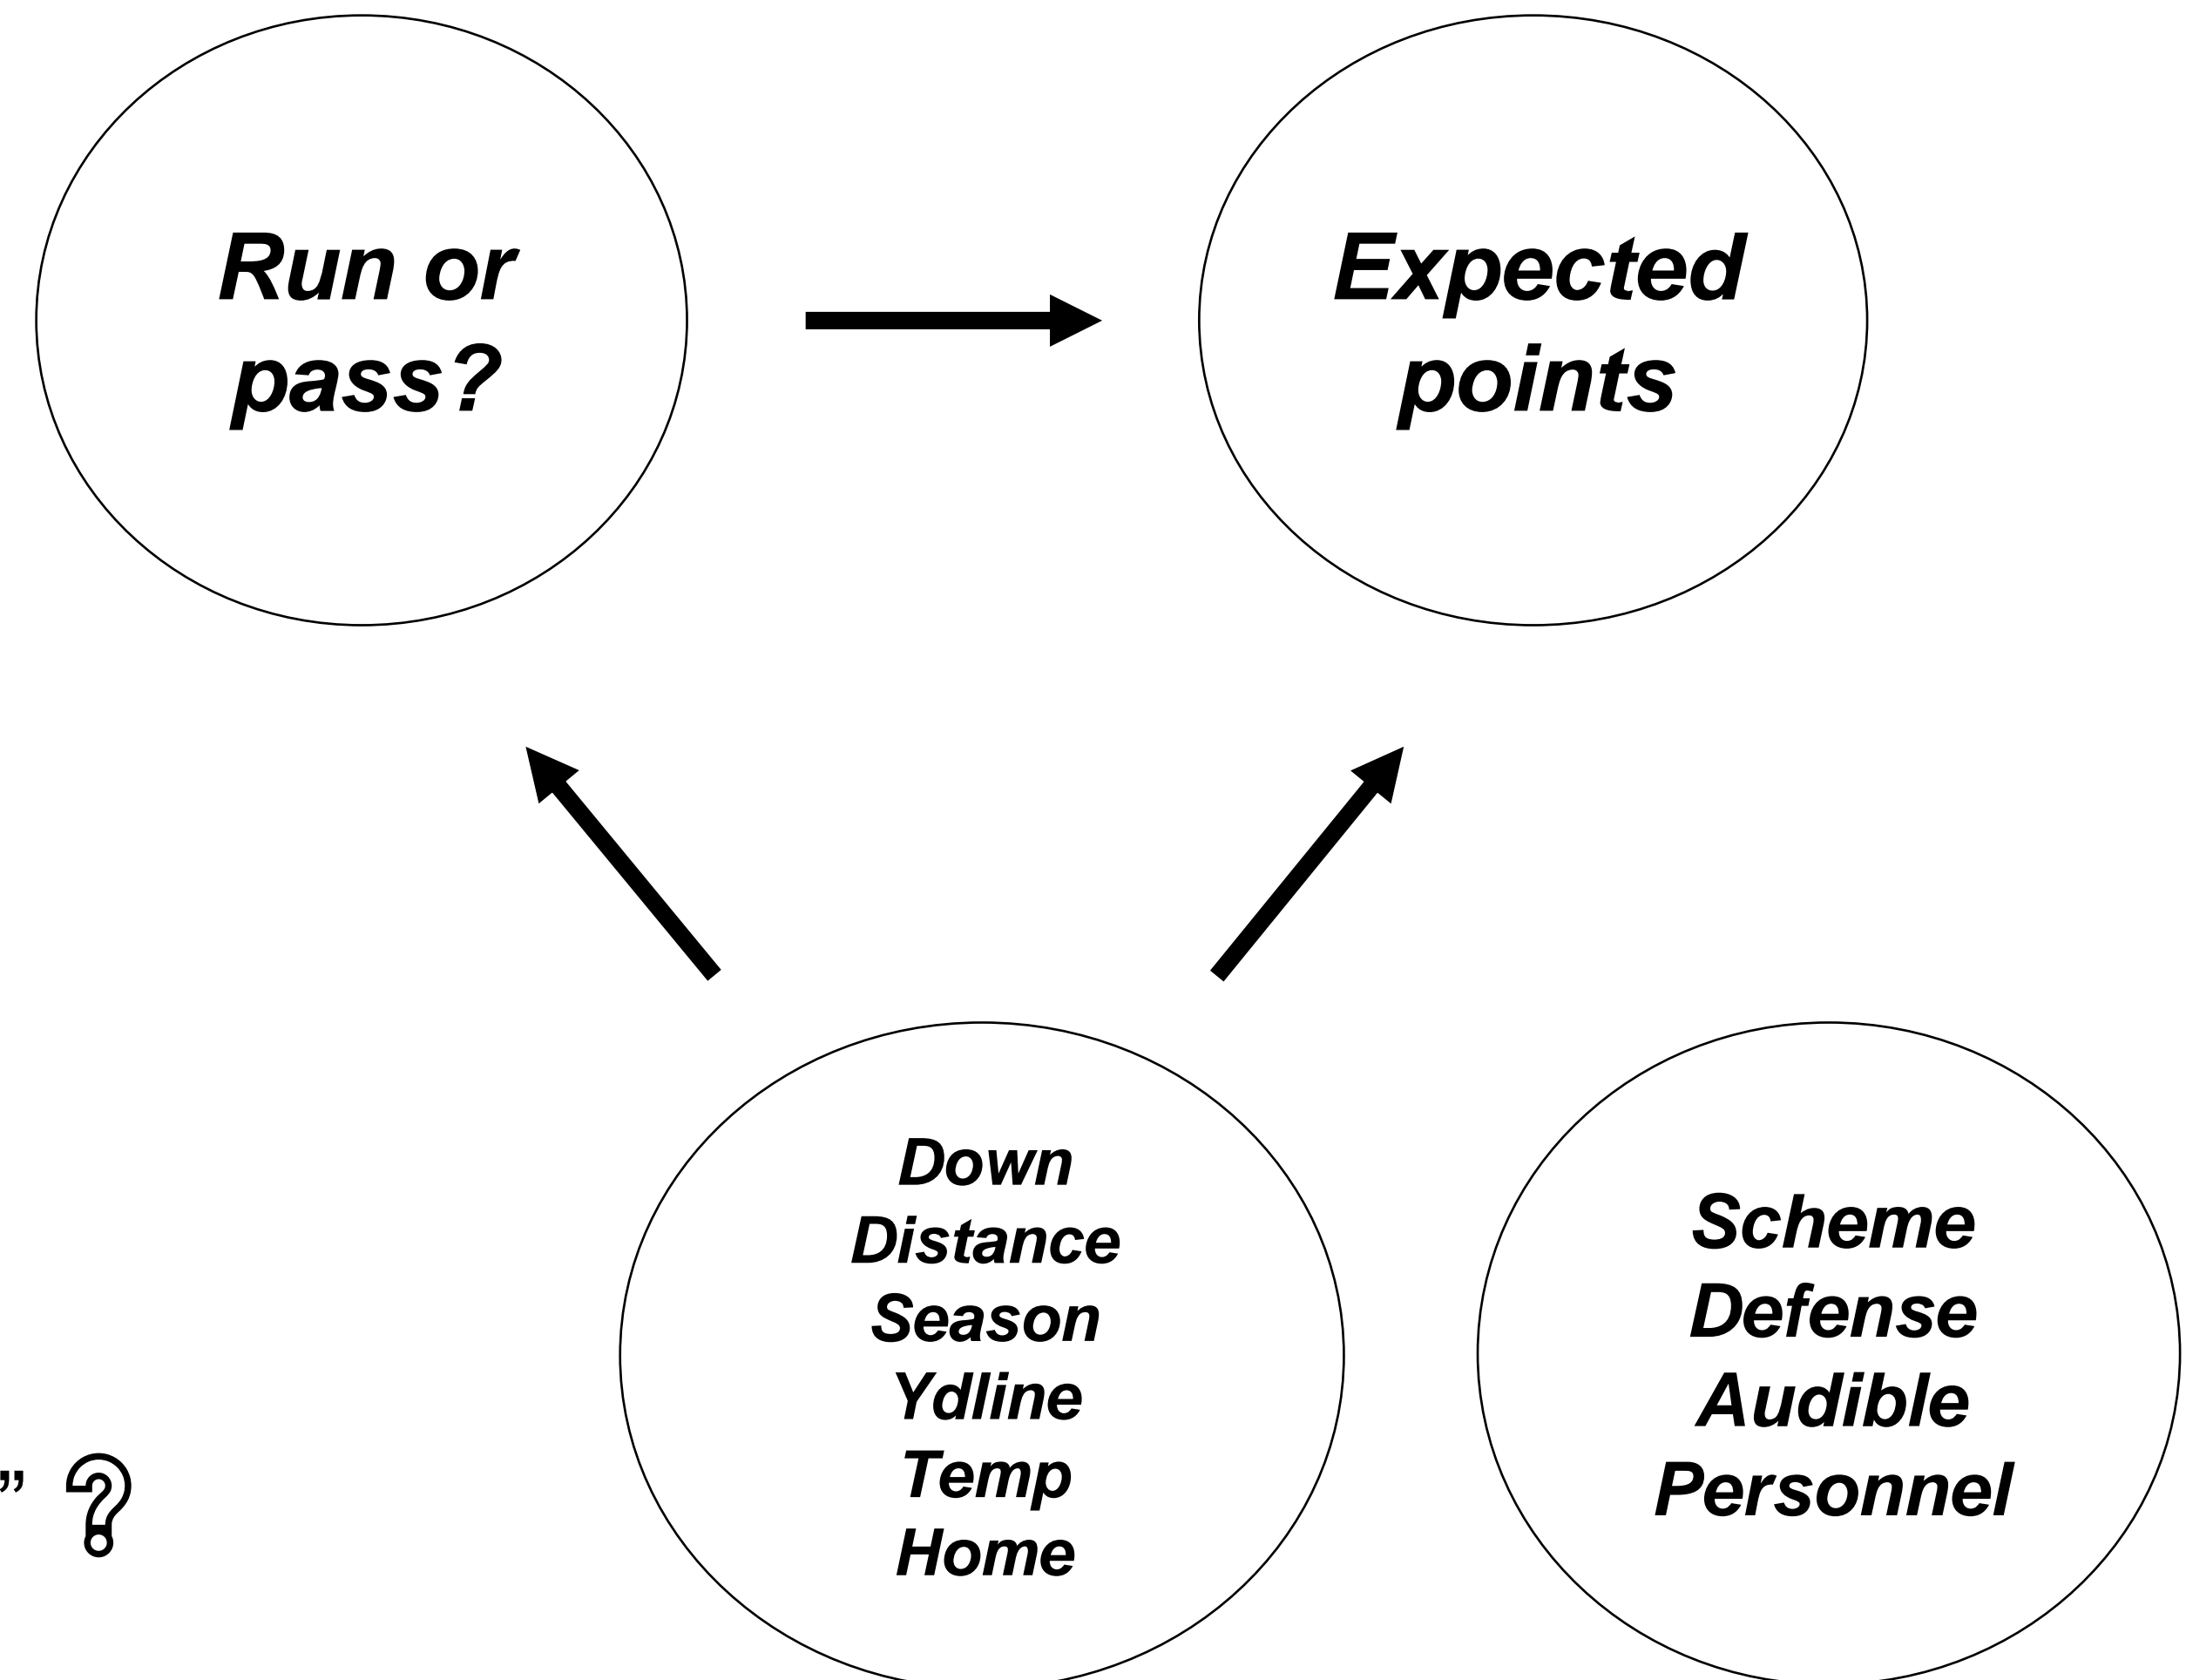 Run or
pass?
Expected
points
Down
Distance
Season
Ydline
Temp
Home
Scheme
Defense
Audible
Personnel
” ?